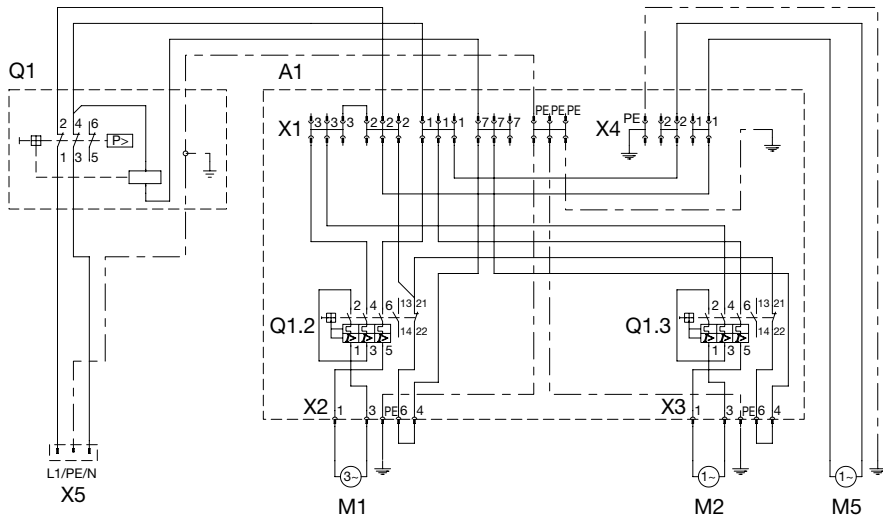 Q1
A1
2 4 6
P>
1 3 5
X1
3 3 3 2 2 2 1 1 1 7 7 7 PE PE PE
X4
PE 2 2 1 1
Q1.2
2 4 6 13 21
14 22
1 3 5
Q1.3
2 4 6 13 21
14 22
1 3 5
X2
1 3 PE 6 4
X3
1 3 PE 6 4
L1/PE/N
X5
3~
M1
1~
M2
1~
M5